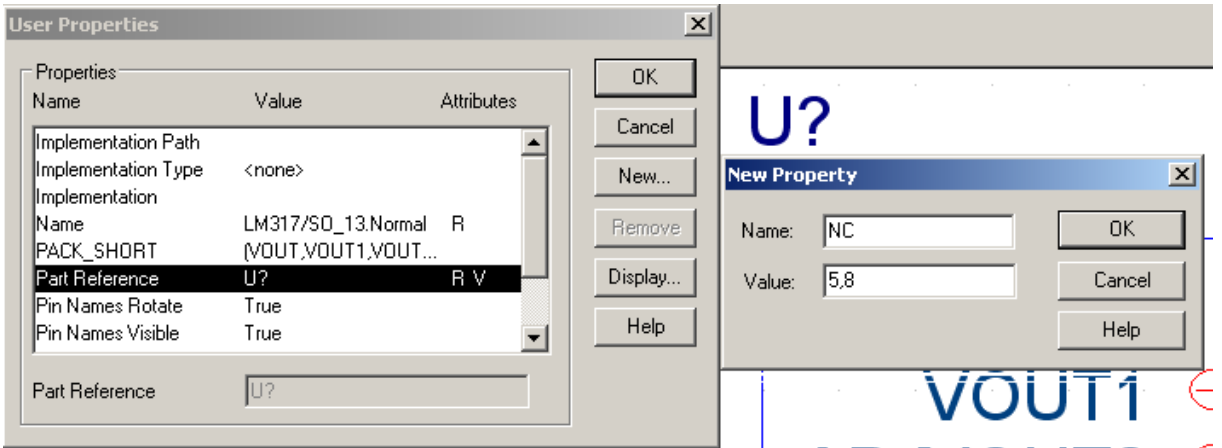 User Properties
Properties
Name Value Attributes
Implementation Path
Implementation Type <none>
Implementation
Name LM317/SO_13.Normal R
PACK_SHORT (VOUT,VOUT1,VOUT...
Part Reference U? R V
Pin Names Rotate True
Pin Names Visible True
Part Reference U?
OK
Cancel
New...
Remove
Display...
Help
U?
New Property
Name: NC
Value: 5,8
OK
Cancel
Help
VOUT1